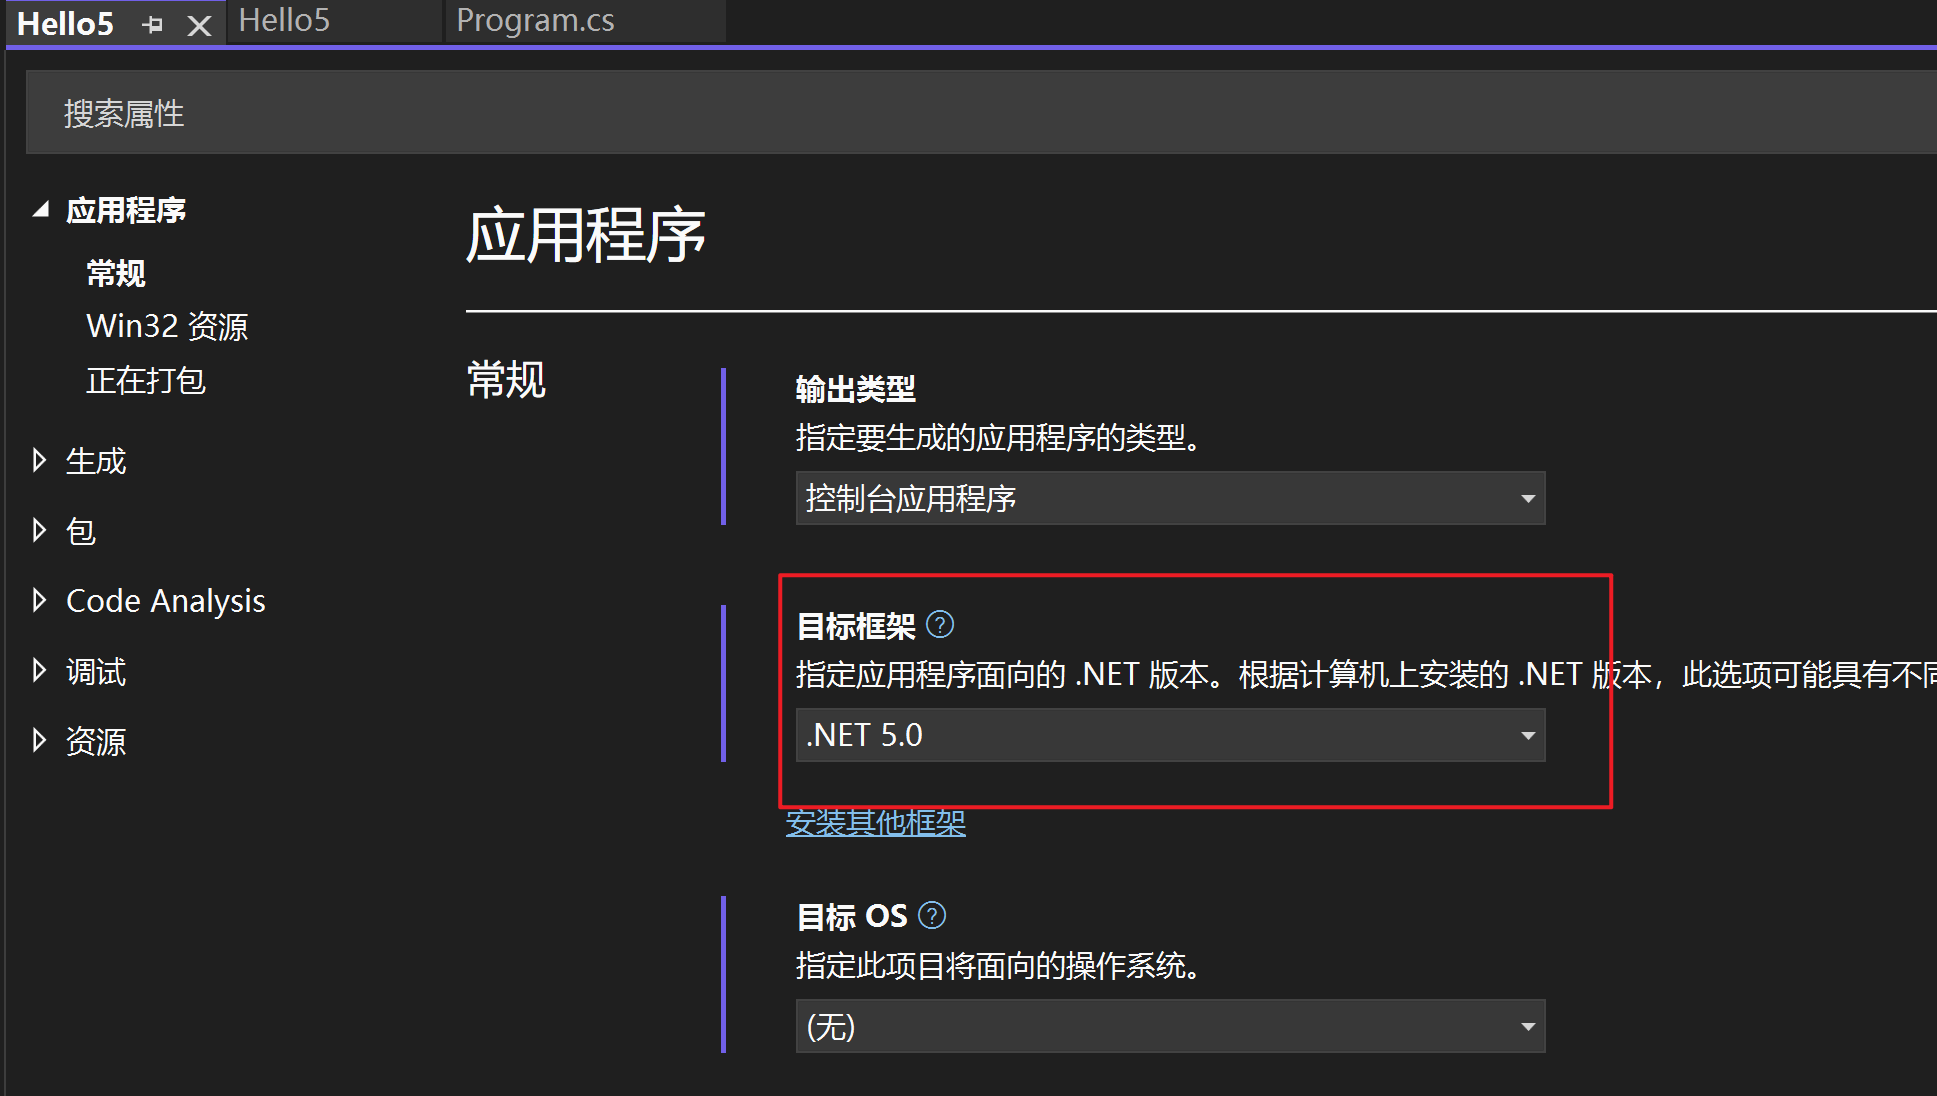 Hello5
Hello5
Program.cs
搜索属性
应用程序
常规
Win32 资源
正在打包
生成
包
Code Analysis
调试
资源
应用程序
常规
输出类型
指定要生成的应用程序的类型。
控制台应用程序
目标框架
指定应用程序面向的 .NET 版本。根据计算机上安装的 .NET 版本，此选项可能具有不同
.NET 5.0
安装其他框架
目标 OS
指定此项目将面向的操作系统。
(无)